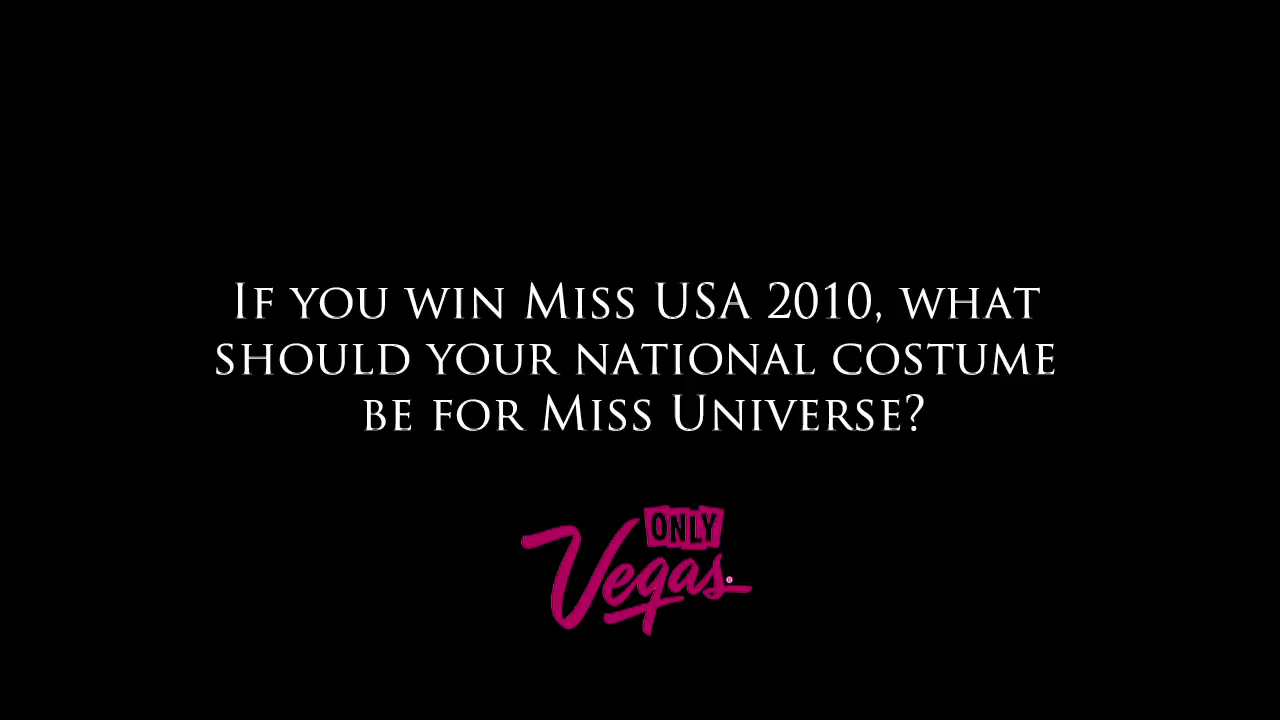 If you win Miss USA 2010, what
should your national costume
be for Miss Universe?
ONLY
Vegas®